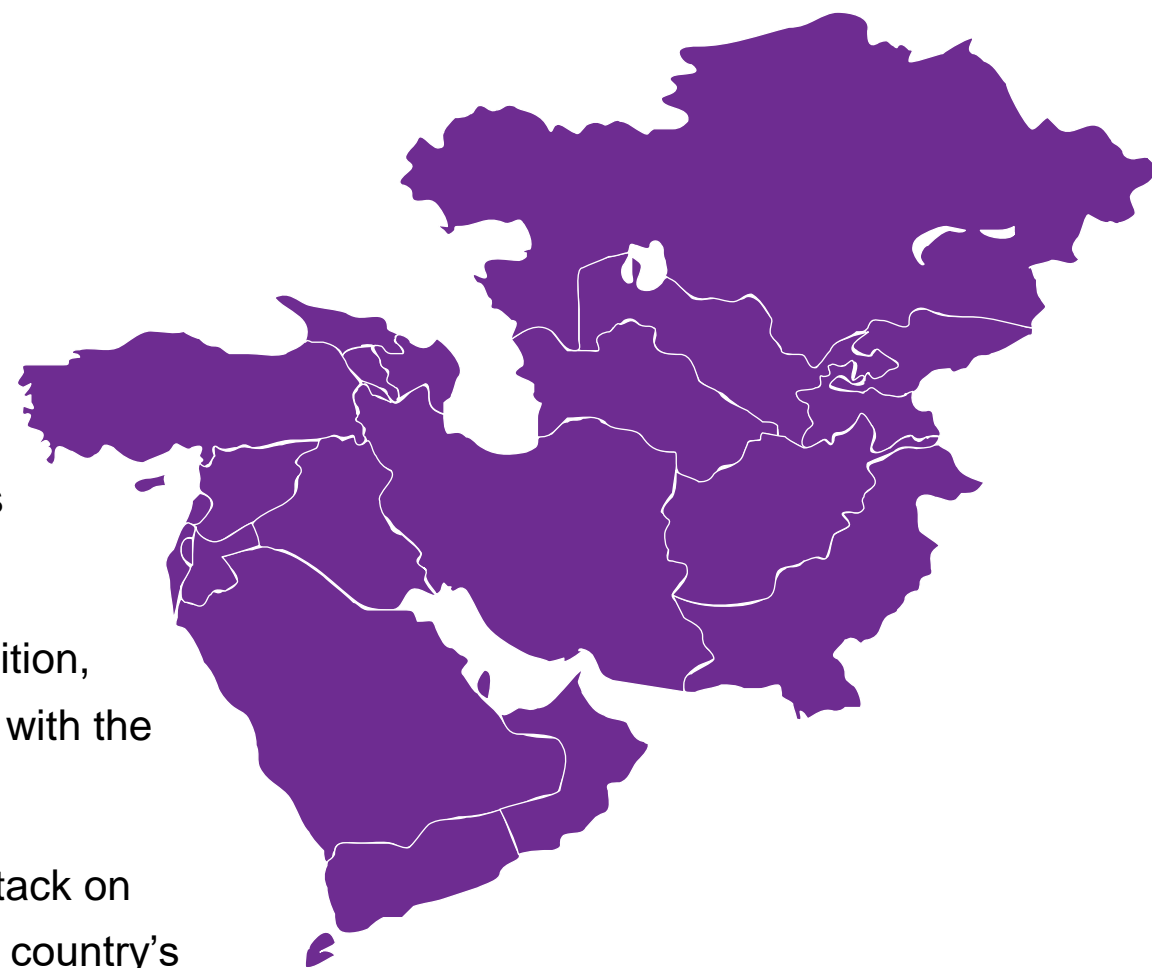 ition,
with the
tack on
country’s